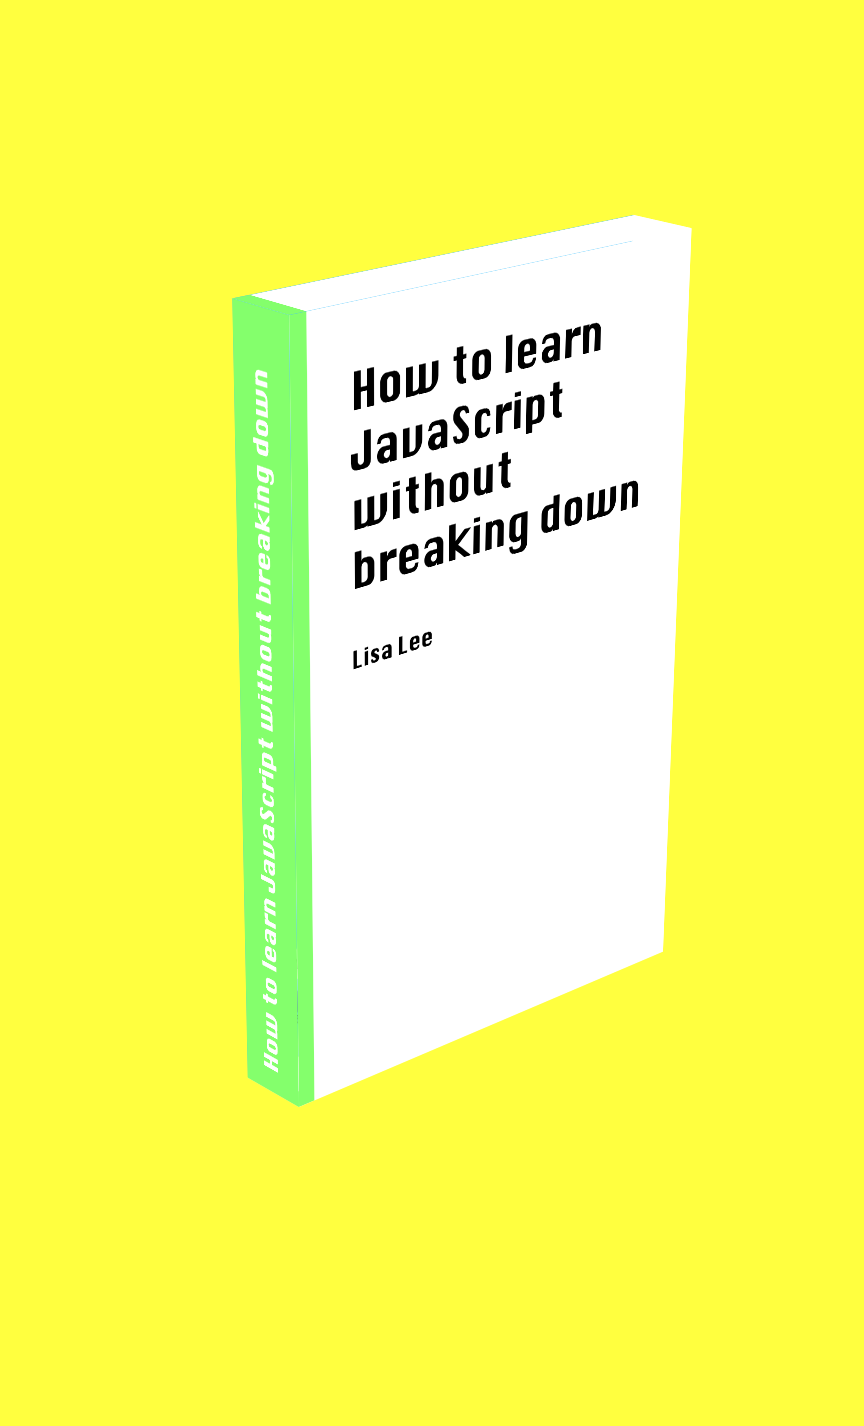 How to learn JavaScript without breaking down
How to learn
JavaScript
without
breaking down
Lisa Lee